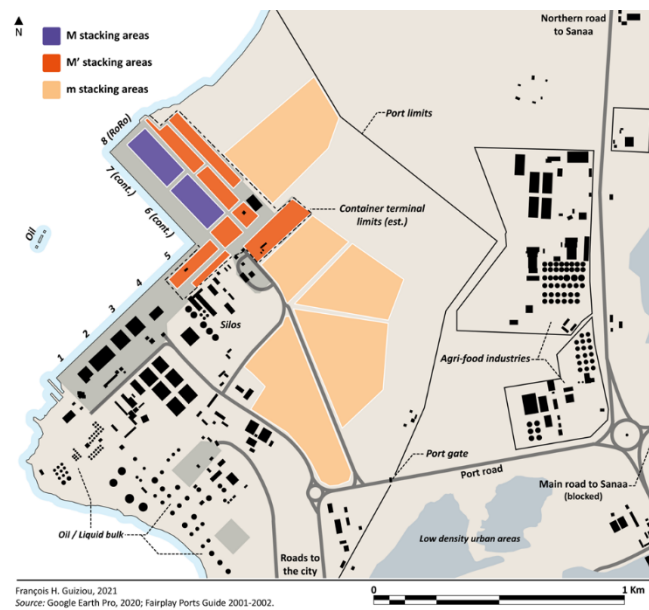 N
M stacking areas
M' stacking areas
m stacking areas
Northern road
to Sanaa
Port limits
8 (RoRo)
7 (cont.)
6 (cont.)
5
4
3
2
1
Oil
Container terminal
limits (est.)
Silos
Agri-food industries
Port gate
Port road
Main road to Sanaa
(blocked)
Oil / Liquid bulk
Roads to
the city
Low density urban areas
François H. Guiziou, 2021
Source: Google Earth Pro, 2020; Fairplay Ports Guide 2001-2002.
0
1 Km